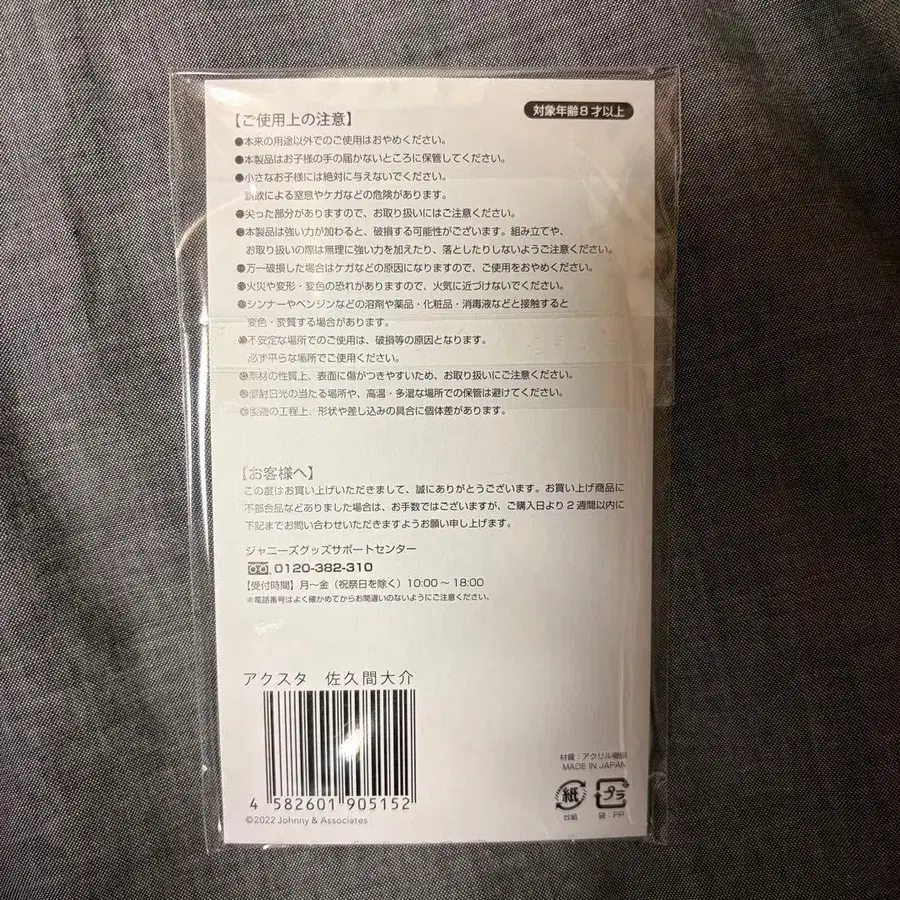 【ご使用上の注意】
対象年齢8才以上
●本来の用途以外でのご使用はおやめください。
●本製品はお子様の手の届かないところに保管してください。
●小さなお子様には絶対に与えないでください。
誤飲による窒息やケガなどの危険があります。
●尖った部分がありますので、お取り扱いにはご注意ください。
●本製品は強い力が加わると、破損する可能性がございます。組み立てや、
お取り扱いの際は無理に強い力を加えたり、落としたりしないようご注意ください。
●万一破損した場合はケガなどの原因になりますので、ご使用をおやめください。
●火災や変形・変色の恐れがありますので、火気に近づけないでください。
●シンナーやベンジンなどの溶剤や薬品・化粧品・消毒液などと接触すると
変色・変質する場合があります。
●不安定な場所でのご使用は、破損等の原因となります。
必ず平らな場所でご使用ください。
●素材の性質上、表面に傷がつきやすいため、お取り扱いにご注意ください。
●直射日光の当たる場所や、高温・多湿な場所での保管は避けてください。
●製造の工程上、形状や差し込みの具合に個体差があります。
【お客様へ】
この度はお買い上げいただきまして、誠にありがとうございます。お買い上げ商品に
不部合品などありました場合は、お手数ではございますが、ご購入日より2週間以内に
下記までお問い合わせいただきますようお願い申し上げます。
ジャニーズグッズサポートセンター
0120-382-310
【受付時間】月〜金（祝祭日を除く）10:00〜18:00
※電話番号はよく確かめてからお間違いのないようにご注意ください。
アクスタ 佐久間大介
4 582601 905152
©2022 Johnny & Associates
材質：アクリル樹脂
MADE IN JAPAN
紙 プラ
台紙 袋：PP